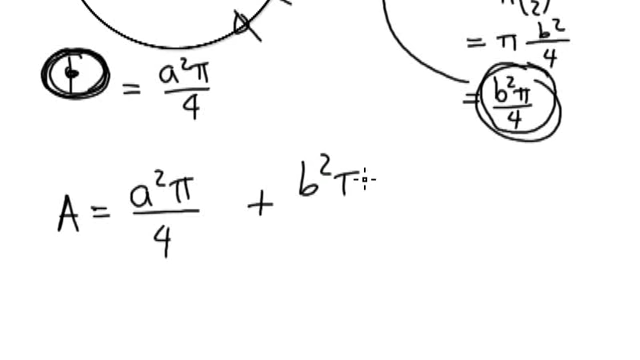 = π b²/4
= a²π/4
= b²π/4
A = a²π/4 + b²π